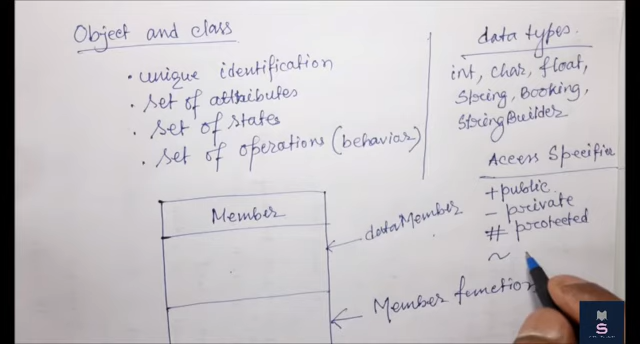 Object and class
• unique identification
• set of attributes
• set of states
• set of operations (behavior)
data types.
int, char, float,
String, Booking,
StringBuilder
Access Specifier
+ public
- private
# protected
~
Member
dataMember
Member function
S